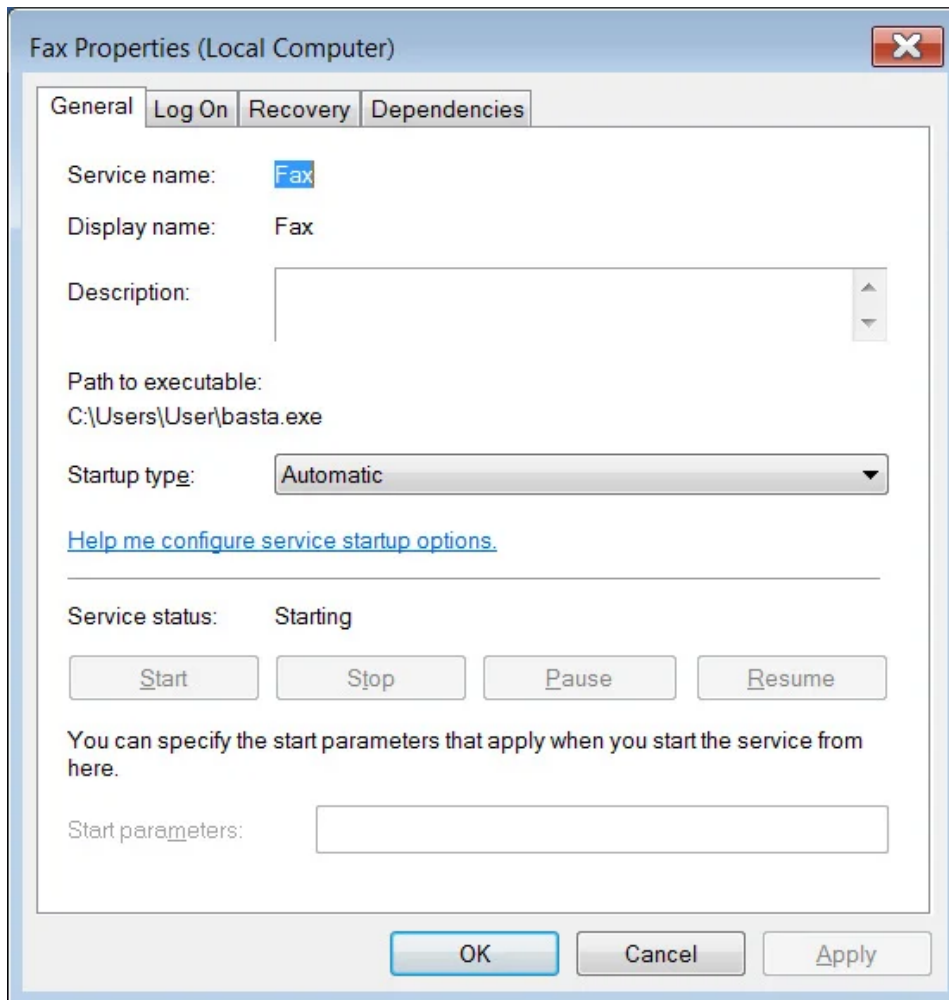 Fax Properties (Local Computer)
General Log On Recovery Dependencies
Service name: Fax
Display name: Fax
Description:
Path to executable:
C:\Users\User\basta.exe
Startup type: Automatic
Help me configure service startup options.
Service status: Starting
Start Stop Pause Resume
You can specify the start parameters that apply when you start the service from
here.
Start parameters:
OK Cancel Apply